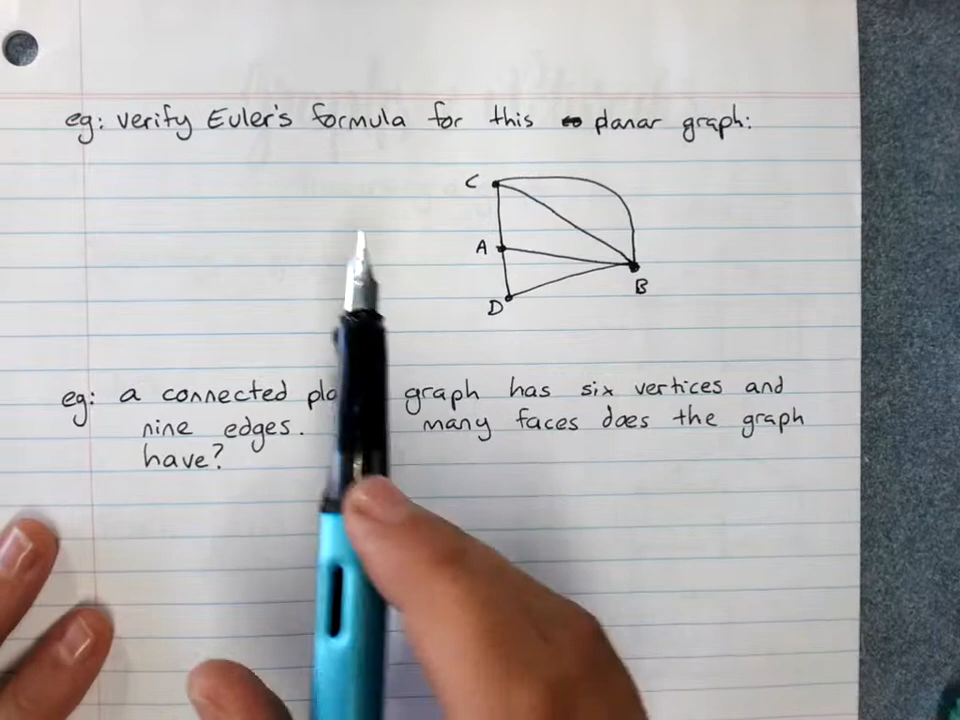 eg: verify Euler's formula for this planar graph:
C
A
D
B
eg: a connected graph has six vertices and
nine edges. many faces does the graph
have?